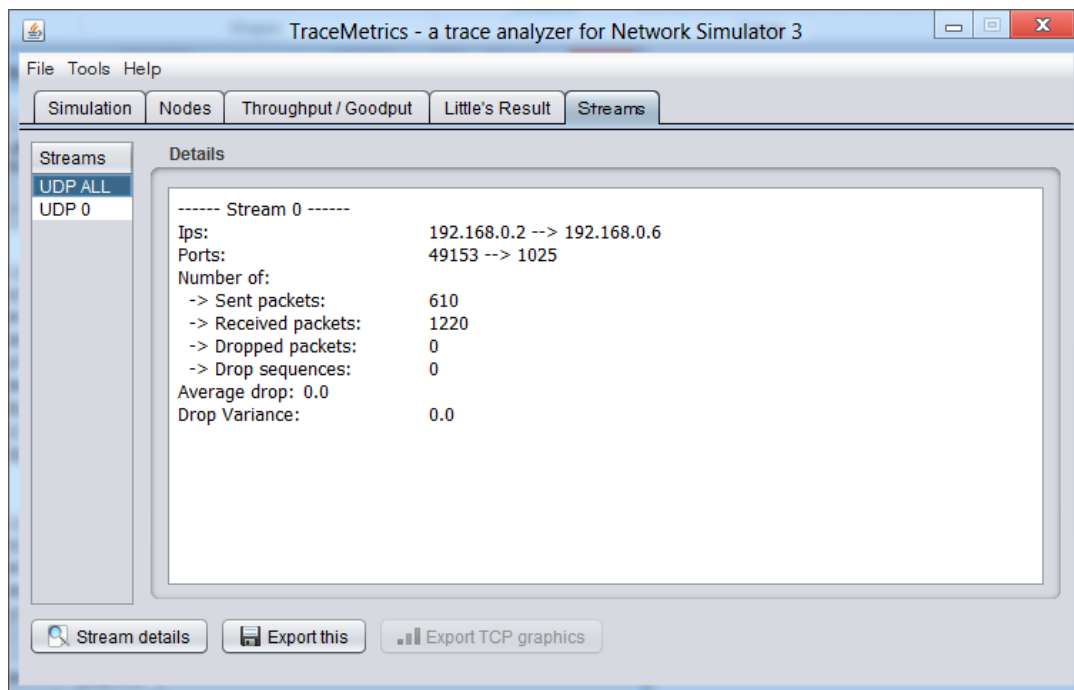 TraceMetrics - a trace analyzer for Network Simulator 3
File Tools Help
Simulation Nodes Throughput / Goodput Little's Result Streams
Streams
UDP ALL
UDP 0
Details
------ Stream 0 ------
Ips: 192.168.0.2 --> 192.168.0.6
Ports: 49153 --> 1025
Number of:
-> Sent packets: 610
-> Received packets: 1220
-> Dropped packets: 0
-> Drop sequences: 0
Average drop: 0.0
Drop Variance: 0.0
Stream details Export this Export TCP graphics